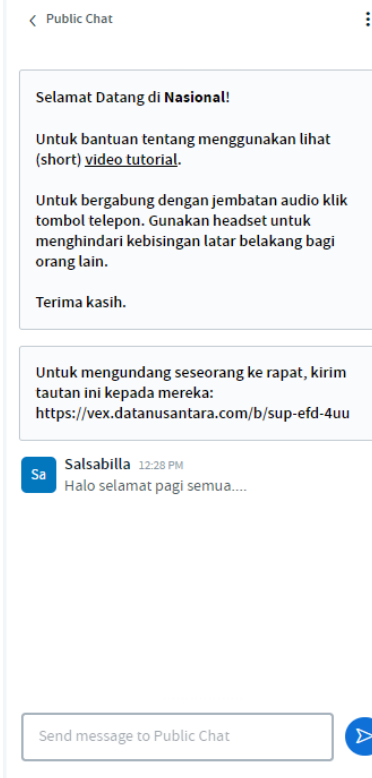 Public Chat
Selamat Datang di Nasional!
Untuk bantuan tentang menggunakan lihat
(short) video tutorial.
Untuk bergabung dengan jembatan audio klik
tombol telepon. Gunakan headset untuk
menghindari kebisingan latar belakang bagi
orang lain.
Terima kasih.
Untuk mengundang seseorang ke rapat, kirim
tautan ini kepada mereka:
https://vex.datanusantara.com/b/sup-efd-4uu
Sa
Salsabilla 12:28 PM
Halo selamat pagi semua....
Send message to Public Chat